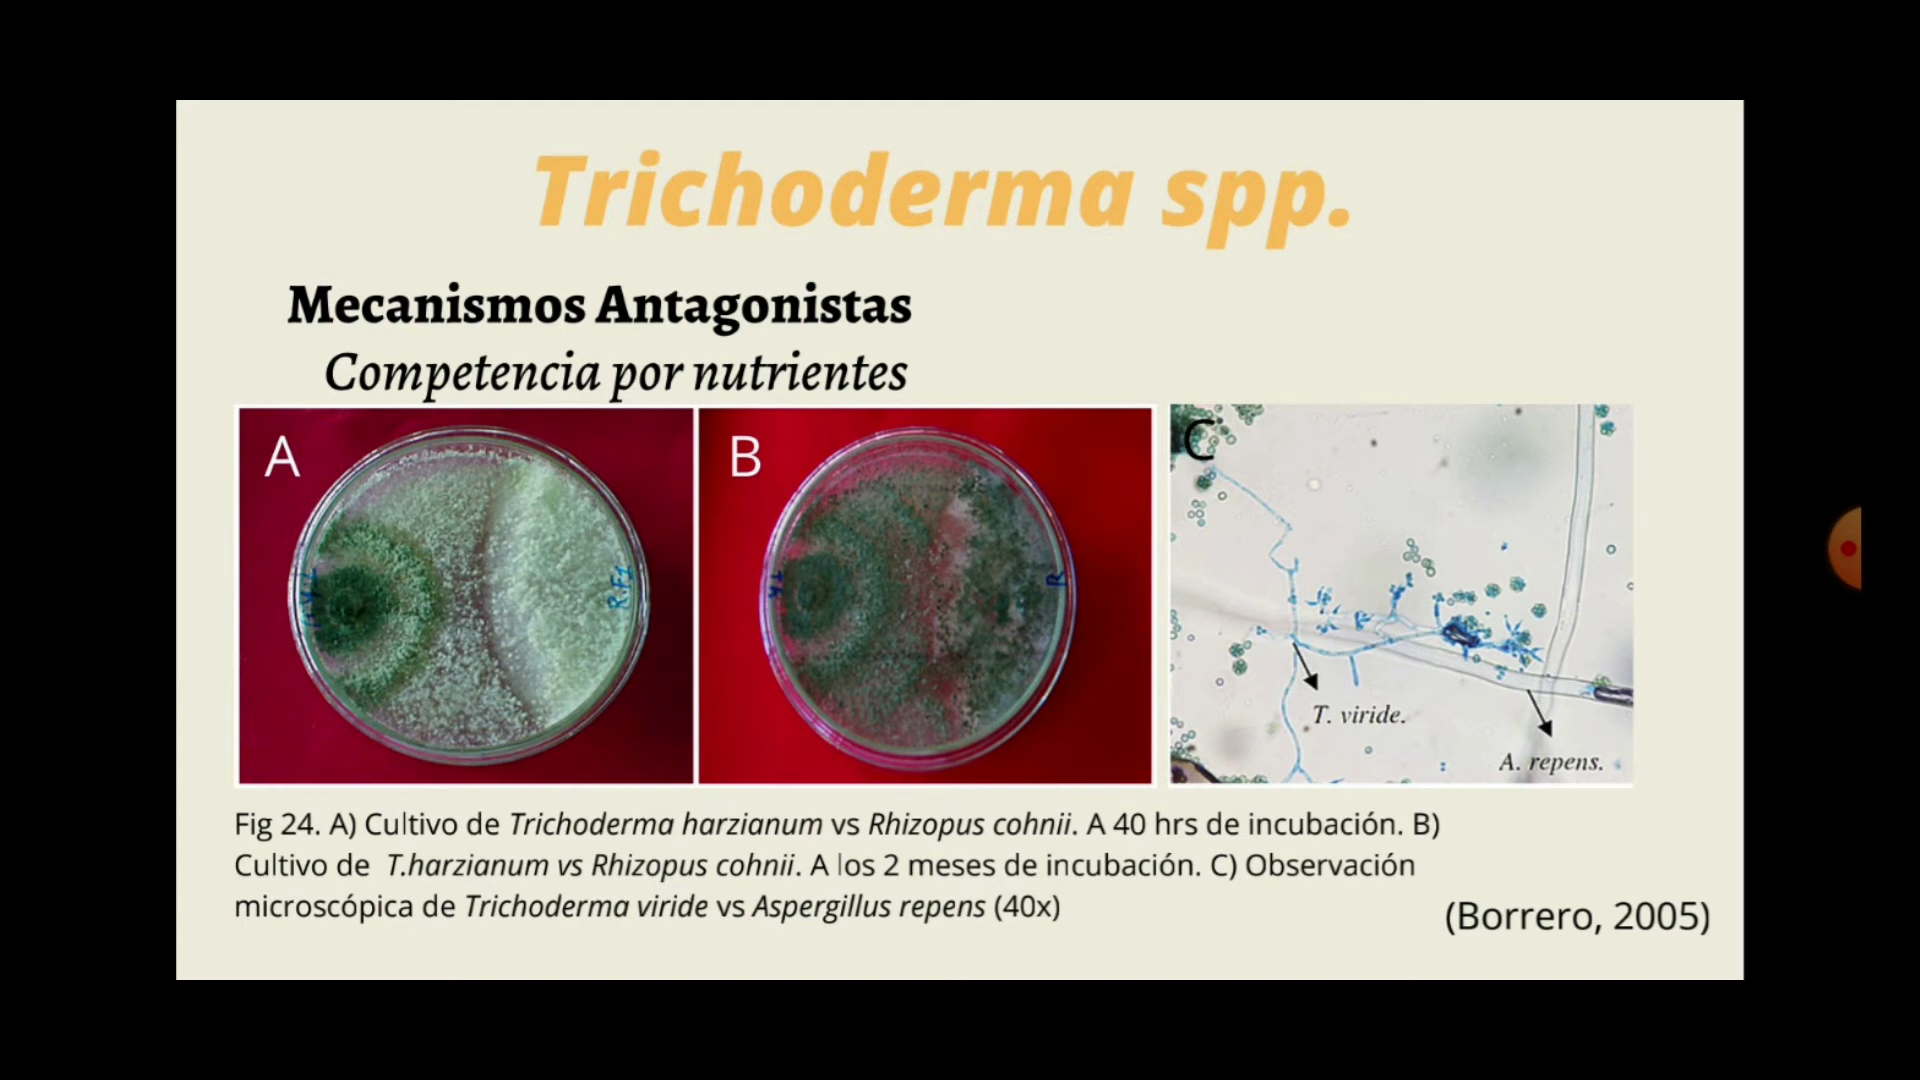 Trichoderma spp.
Mecanismos Antagonistas
Competencia por nutrientes
A
B
C
R.F1
R
T. viride.
A. repens.
Fig 24. A) Cultivo de Trichoderma harzianum vs Rhizopus cohnii. A 40 hrs de incubación. B)
Cultivo de T.harzianum vs Rhizopus cohnii. A los 2 meses de incubación. C) Observación
microscópica de Trichoderma viride vs Aspergillus repens (40x)
(Borrero, 2005)